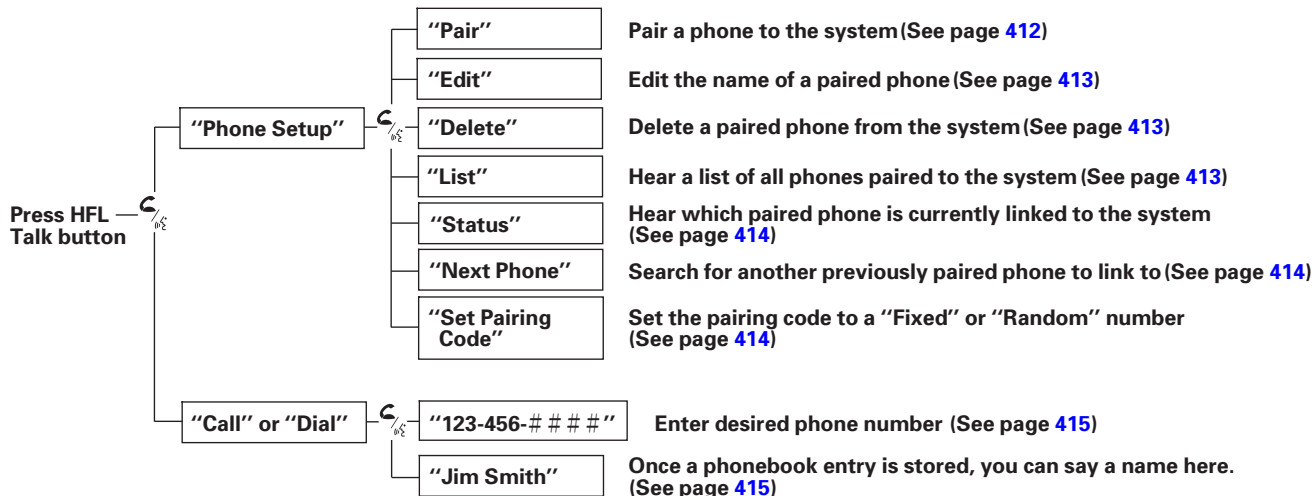 "Pair" Pair a phone to the system (See page 412)
"Edit" Edit the name of a paired phone (See page 413)
"Phone Setup" "Delete" Delete a paired phone from the system (See page 413)
"List" Hear a list of all phones paired to the system (See page 413)
Press HFL
Talk button
"Status" Hear which paired phone is currently linked to the system
(See page 414)
"Next Phone" Search for another previously paired phone to link to (See page 414)
"Set Pairing
Code"
Set the pairing code to a "Fixed" or "Random" number
(See page 414)
"Call" or "Dial" "123-456-####" Enter desired phone number (See page 415)
"Jim Smith" Once a phonebook entry is stored, you can say a name here.
(See page 415)